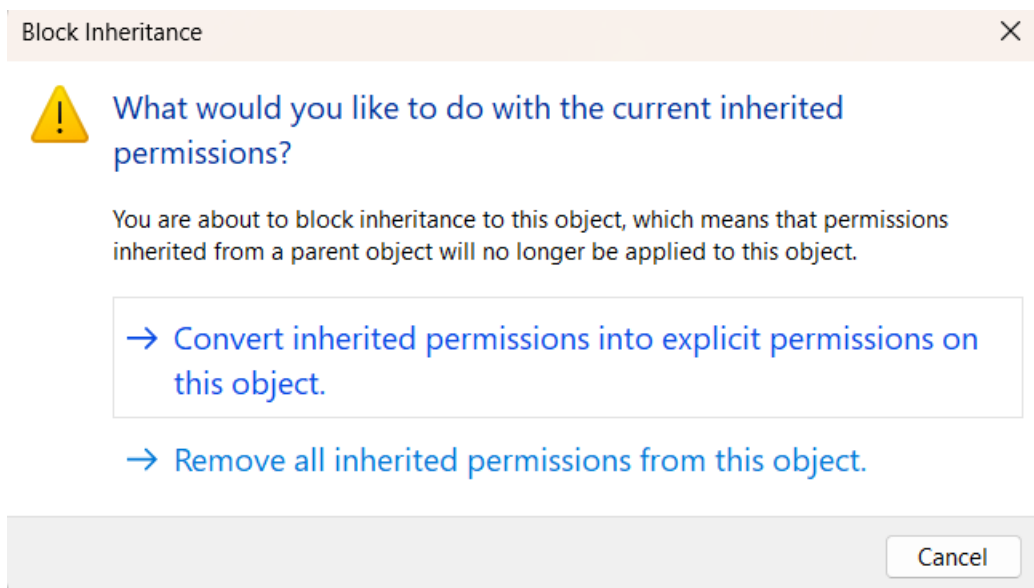 Block Inheritance
What would you like to do with the current inherited
permissions?
You are about to block inheritance to this object, which means that permissions
inherited from a parent object will no longer be applied to this object.
→ Convert inherited permissions into explicit permissions on
this object.
→ Remove all inherited permissions from this object.
Cancel